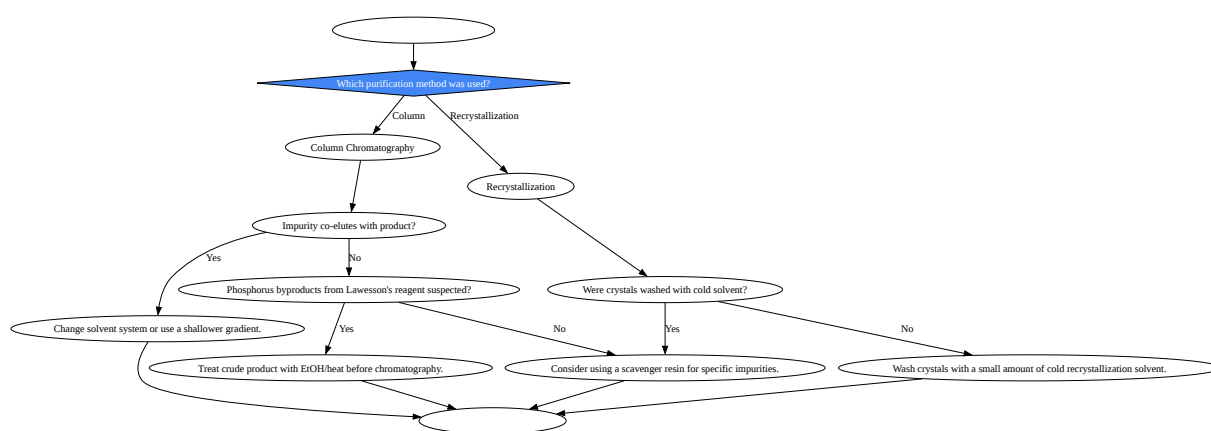 Which purification method was used?
Column
Recrystallization
Column Chromatography
Recrystallization
Impurity co-elutes with product?
Yes
No
Phosphorus byproducts from Lawesson's reagent suspected?
Were crystals washed with cold solvent?
Change solvent system or use a shallower gradient.
Yes
No
Yes
No
Treat crude product with EtOH/heat before chromatography.
Consider using a scavenger resin for specific impurities.
Wash crystals with a small amount of cold recrystallization solvent.